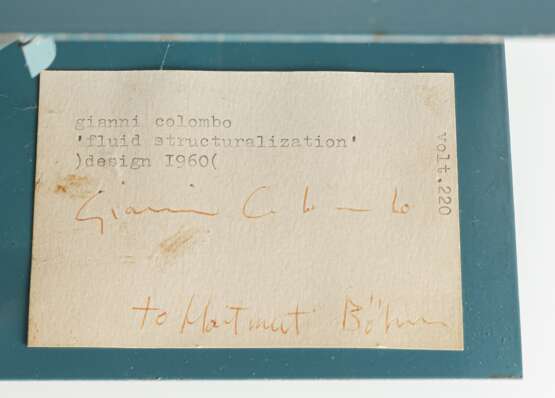 gianni colombo
'fluid structuralization'
)design I960(
volt.220
Gianni Colombo
to Hartmut Böhm